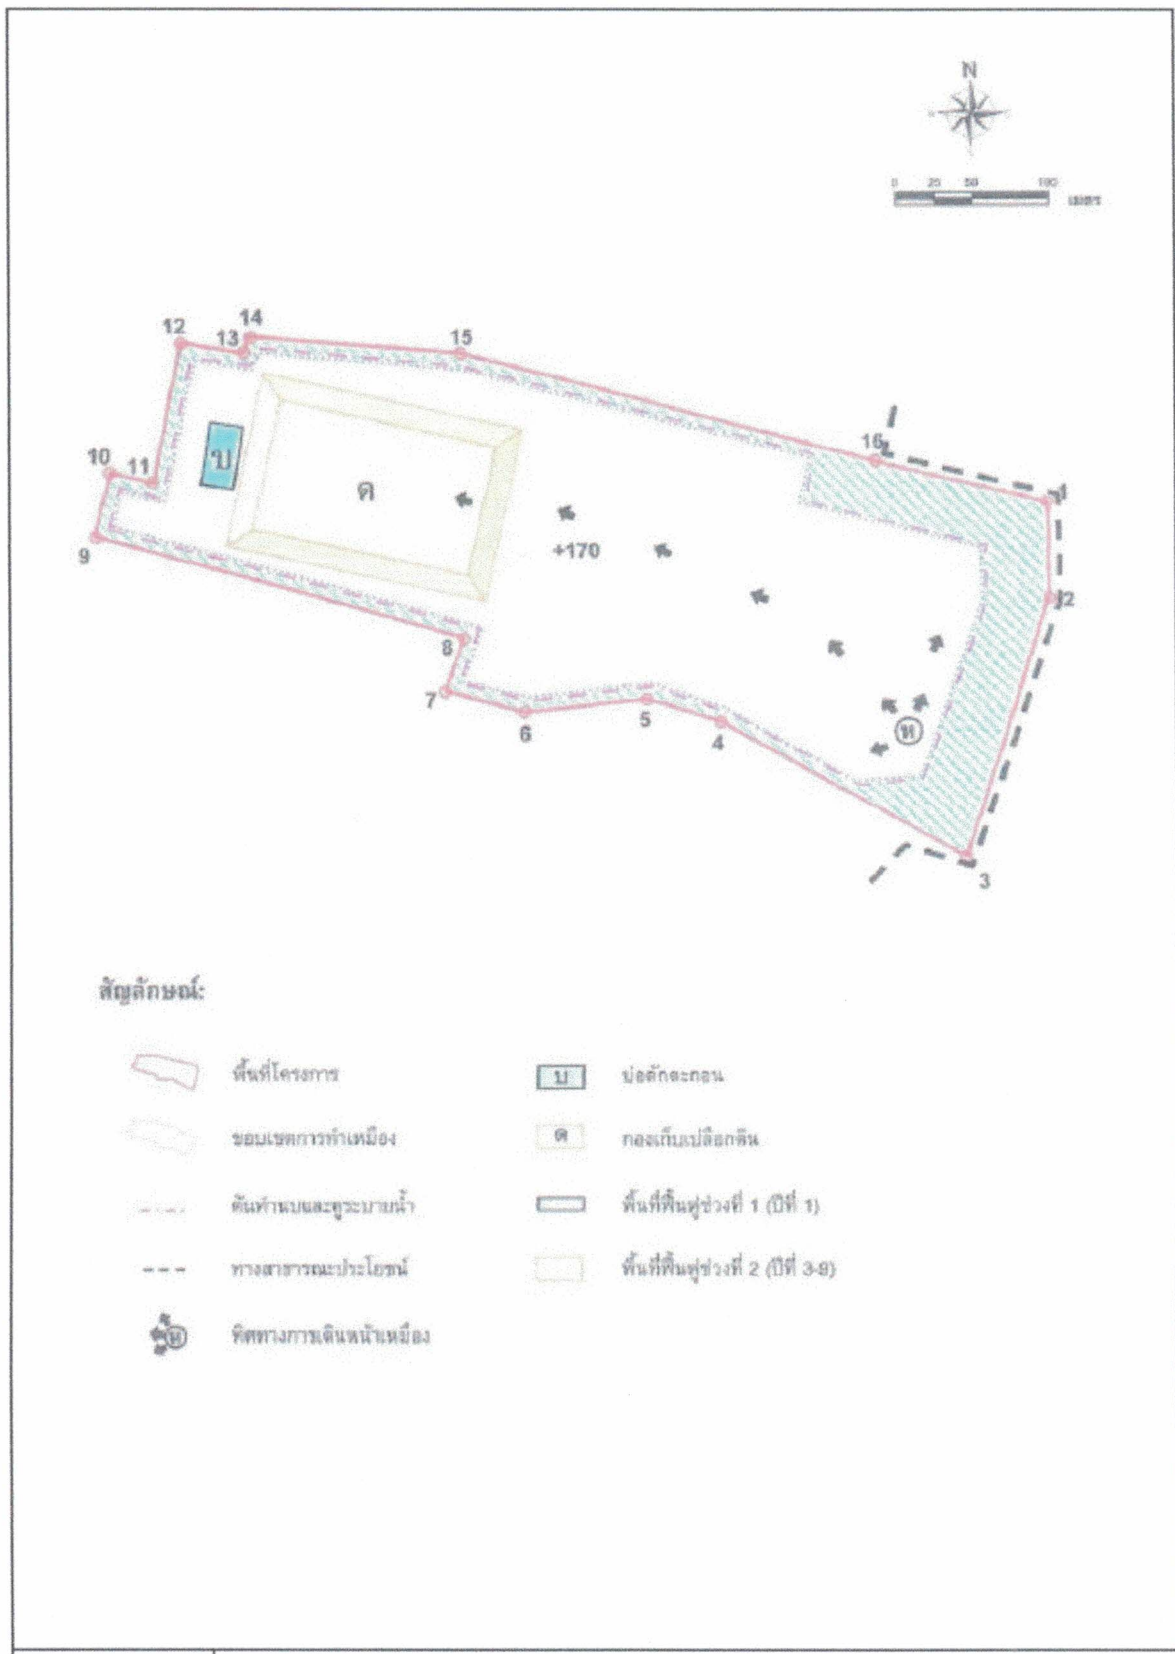 N
0 25 50 100 เมตร
14
12 13 15
16
10 11 บ 1
ด
9 +170
2
8
7 5
6 4 ห
3
สัญลักษณ์:
พื้นที่โครงการ บ บ่อดักตะกอน
ขอบเขตการทำเหมือง ด กองเก็บเปลือกดิน
คันทำนบและคูระบายน้ำ พื้นที่ฟื้นฟูช่วงที่ 1 (ปีที่ 1)
ทางสาธารณะประโยชน์ พื้นที่ฟื้นฟูช่วงที่ 2 (ปีที่ 3-9)
ห ทิศทางการเดินหน้าเหมือง